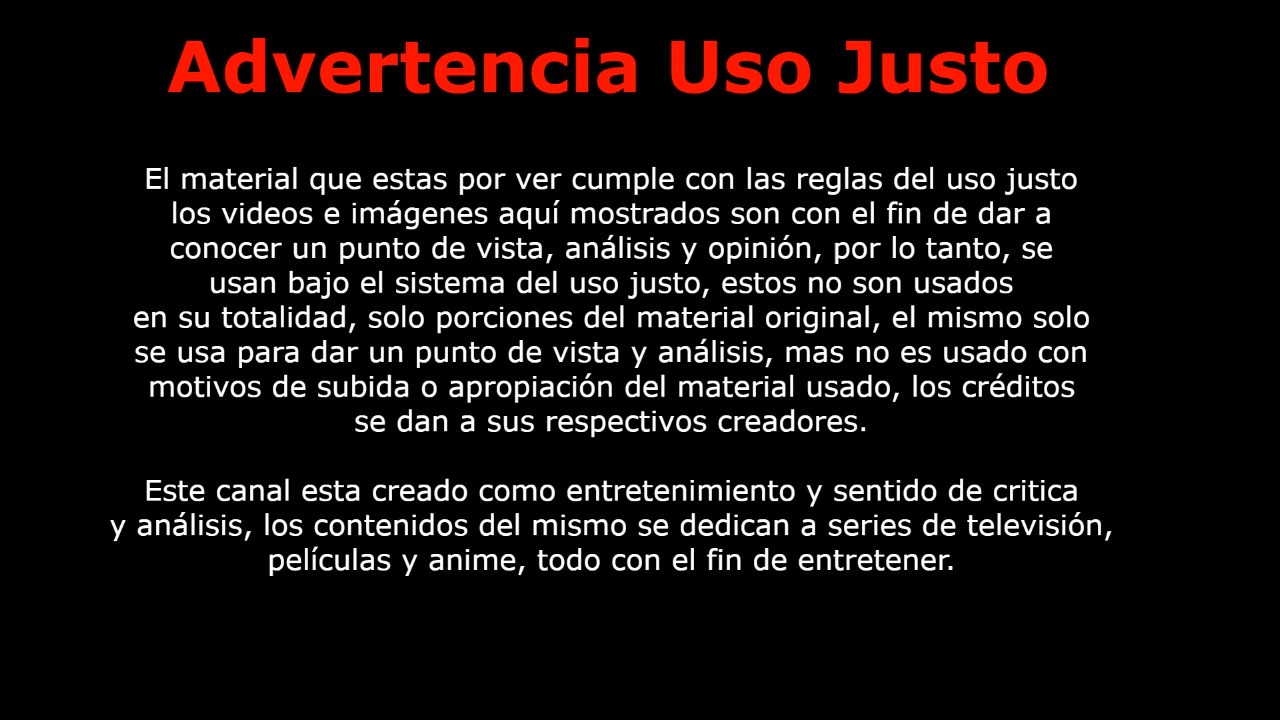 Advertencia Uso Justo
El material que estas por ver cumple con las reglas del uso justo
los videos e imágenes aquí mostrados son con el fin de dar a
conocer un punto de vista, análisis y opinión, por lo tanto, se
usan bajo el sistema del uso justo, estos no son usados
en su totalidad, solo porciones del material original, el mismo solo
se usa para dar un punto de vista y análisis, mas no es usado con
motivos de subida o apropiación del material usado, los créditos
se dan a sus respectivos creadores.
Este canal esta creado como entretenimiento y sentido de critica
y análisis, los contenidos del mismo se dedican a series de televisión,
películas y anime, todo con el fin de entretener.